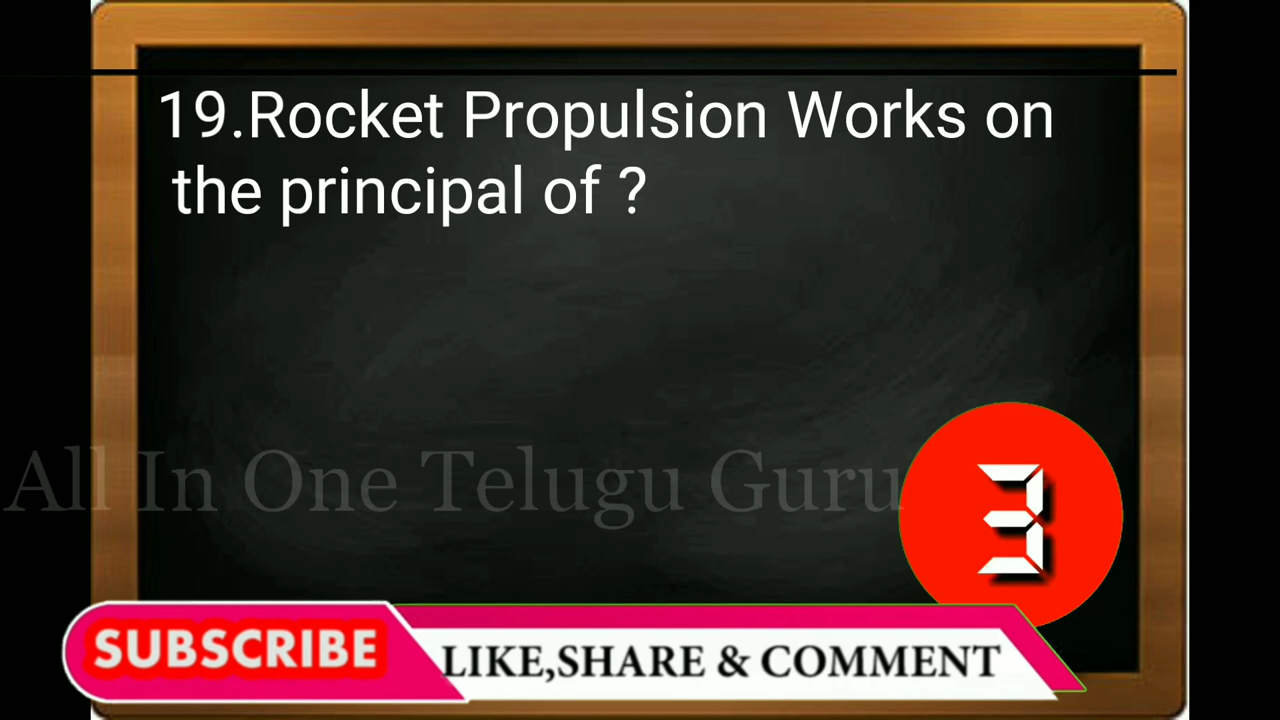 19.Rocket Propulsion Works on
the principal of ?
All In One Telugu Guru
3
SUBSCRIBE
LIKE,SHARE & COMMENT